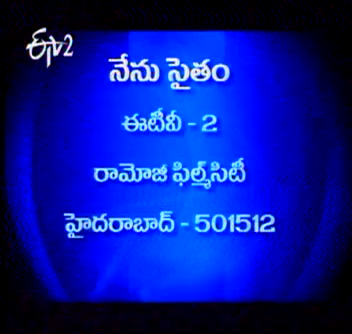 ఈటీవీ2
నేను సైతం
ఈటీవీ - 2
రామోజీ ఫిల్మ్‌సిటీ
హైదరాబాద్ - 501512